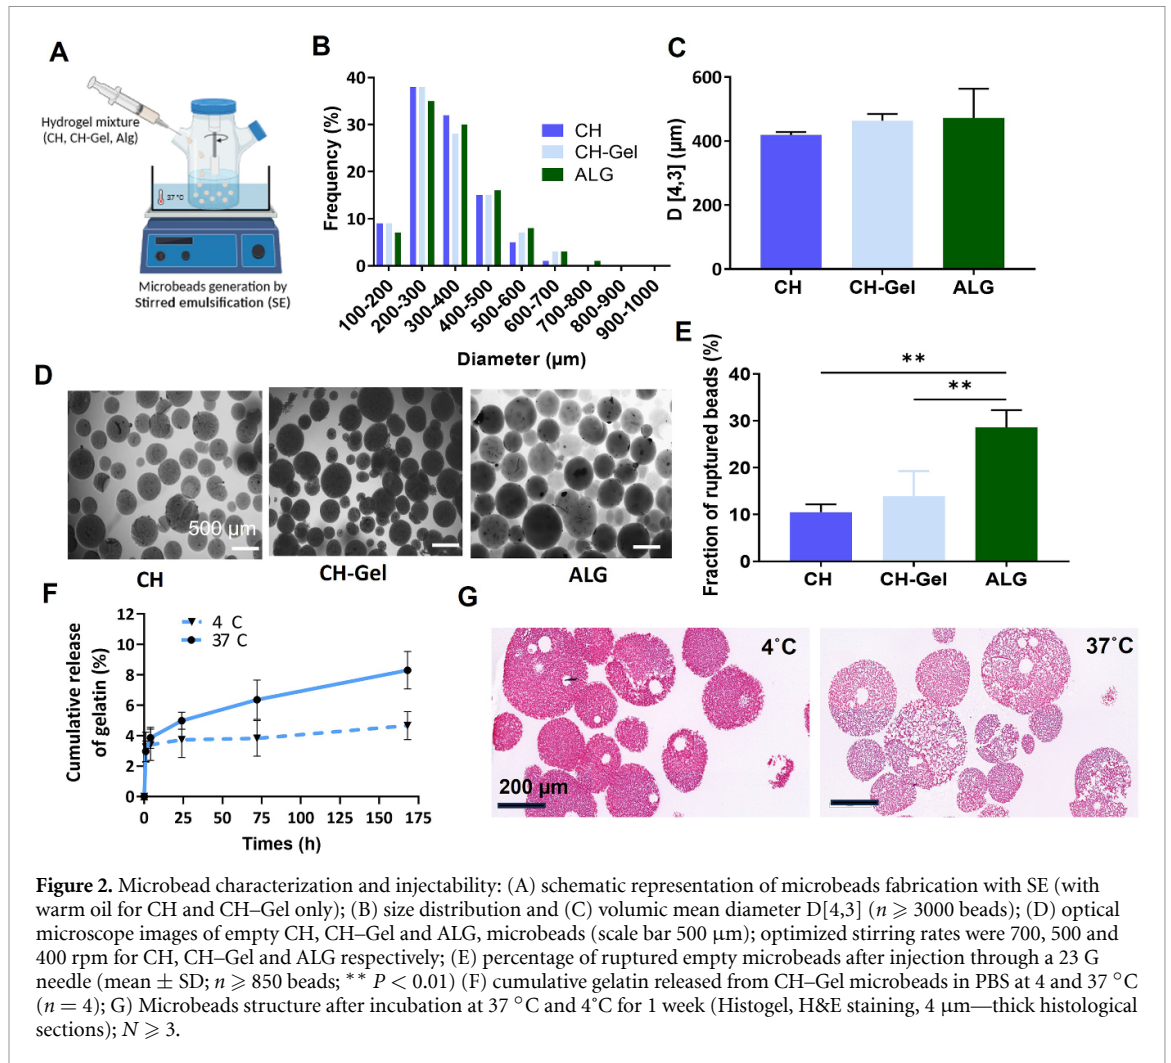 A
Hydrogel mixture
(CH, CH-Gel, Alg)
37 °C
Microbeads generation by
Stirred emulsification (SE)
B
Frequency (%)
40
30
20
10
0
CH
CH-Gel
ALG
100-200
200-300
300-400
400-500
500-600
600-700
700-800
800-900
900-1000
Diameter (µm)
C
D [4,3] (µm)
600
400
200
0
CH
CH-Gel
ALG
D
500 µm
CH
CH-Gel
ALG
E
Fraction of ruptured beads (%)
40
30
20
10
0
**
**
CH
CH-Gel
ALG
F
4 C
37 C
Cumulative release
of gelatin (%)
12
10
8
6
4
2
0
0
25
50
75
100
125
150
175
Times (h)
G
4°C
200 µm
37°C
Figure 2. Microbead characterization and injectability: (A) schematic representation of microbeads fabrication with SE (with
warm oil for CH and CH–Gel only); (B) size distribution and (C) volumic mean diameter D[4,3] (n ⩾ 3000 beads); (D) optical
microscope images of empty CH, CH–Gel and ALG, microbeads (scale bar 500 µm); optimized stirring rates were 700, 500 and
400 rpm for CH, CH–Gel and ALG respectively; (E) percentage of ruptured empty microbeads after injection through a 23 G
needle (mean ± SD; n ⩾ 850 beads; ** P < 0.01) (F) cumulative gelatin released from CH–Gel microbeads in PBS at 4 and 37 °C
(n = 4); G) Microbeads structure after incubation at 37 °C and 4°C for 1 week (Histogel, H&E staining, 4 µm—thick histological
sections); N ⩾ 3.